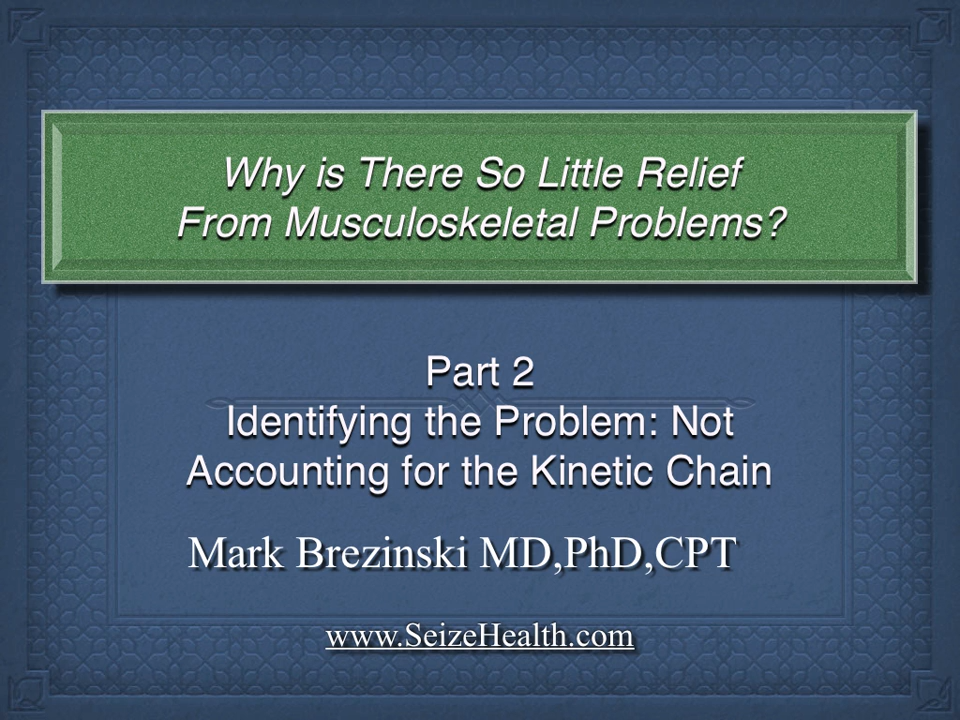 Why is There So Little Relief
From Musculoskeletal Problems?
Part 2
Identifying the Problem: Not
Accounting for the Kinetic Chain
Mark Brezinski MD,PhD,CPT
www.SeizeHealth.com